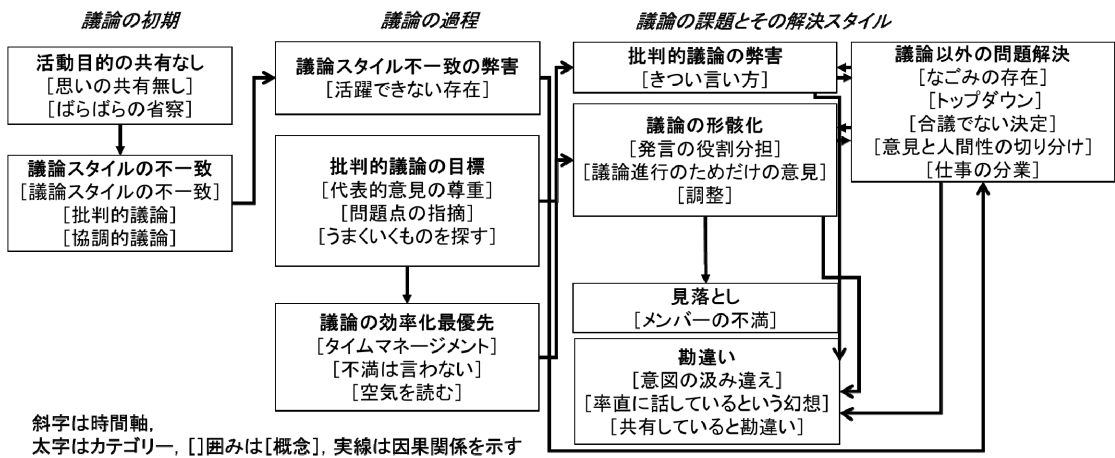 議論の初期
活動目的の共有なし
[思いの共有無し]
[ばらばらの省察]
議論スタイルの不一致
[議論スタイルの不一致]
[批判的議論]
[協調的議論]
議論の過程
議論スタイル不一致の弊害
[活躍できない存在]
批判的議論の目標
[代表的意見の尊重]
[問題点の指摘]
[うまくいくものを探す]
議論の効率化最優先
[タイムマネージメント]
[不満は言わない]
[空気を読む]
議論の課題とその解決スタイル
批判的議論の弊害
[きつい言い方]
議論の形骸化
[発言の役割分担]
[議論進行のためだけの意見]
[調整]
見落とし
[メンバーの不満]
勘違い
[意図の汲み違え]
[率直に話しているという幻想]
[共有していると勘違い]
議論以外の問題解決
[なごみの存在]
[トップダウン]
[合議でない決定]
[意見と人間性の切り分け]
[仕事の分業]
斜字は時間軸,
太字はカテゴリー, []囲みは[概念], 実線は因果関係を示す